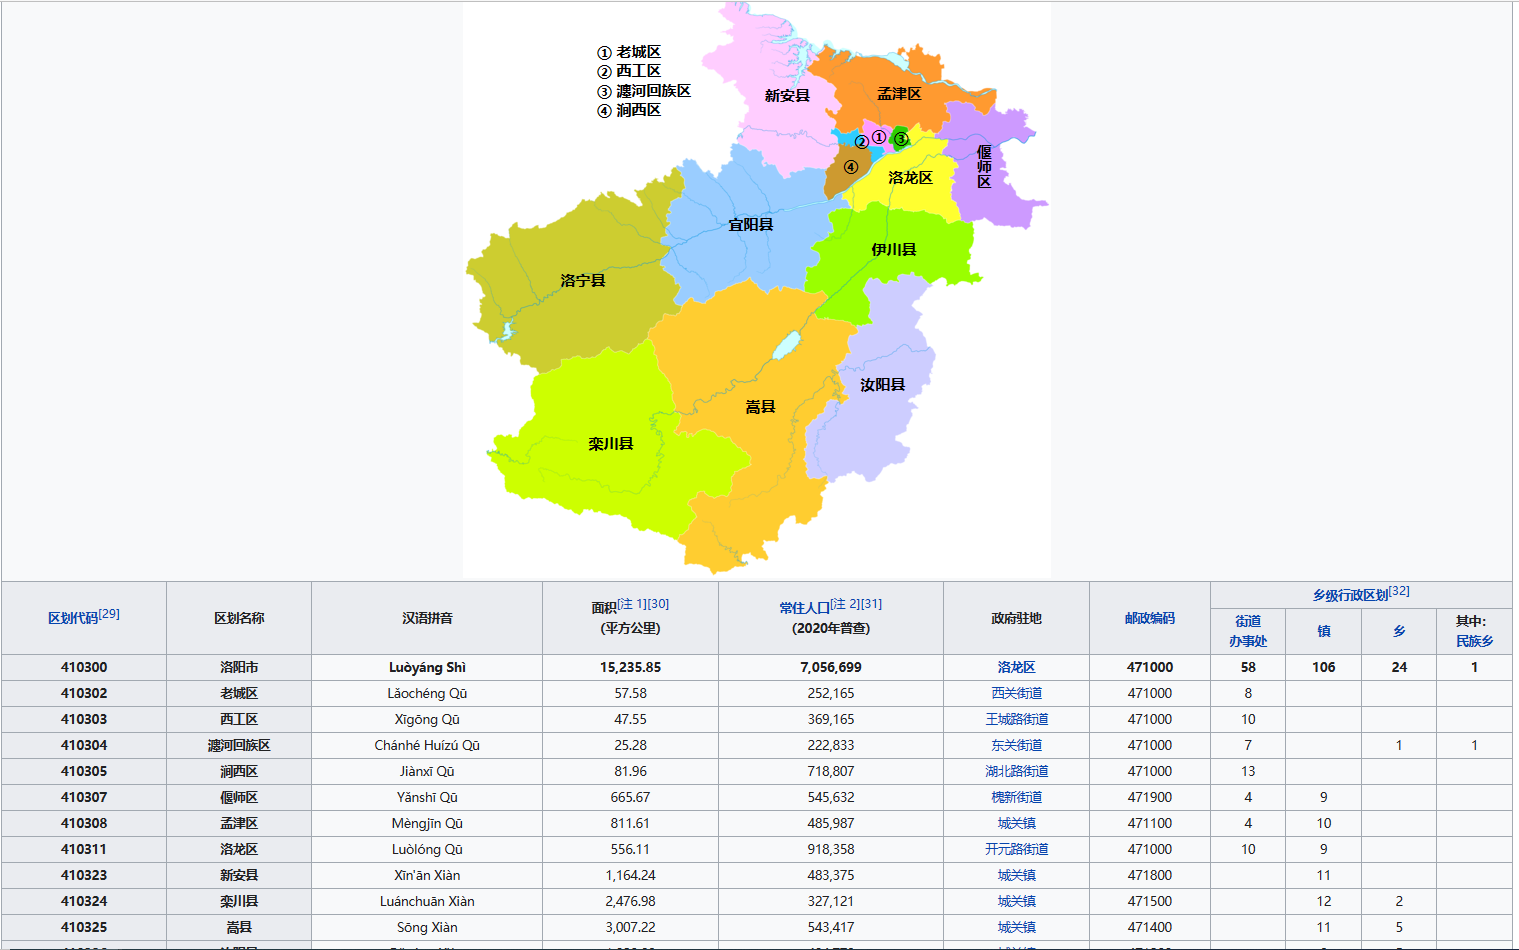 ① 老城区
② 西工区
③ 瀍河回族区
④ 涧西区
新安县
孟津区
② ① ③
偃师区
④
洛龙区
宜阳县
伊川县
洛宁县
汝阳县
嵩县
栾川县
区划代码[29] 区划名称 汉语拼音 面积[注 1][30] (平方公里) 常住人口[注 2][31] (2020年普查) 政府驻地 邮政编码 乡级行政区划[32]
街道办事处 镇 乡 其中:民族乡
410300 洛阳市 Luòyáng Shì 15,235.85 7,056,699 洛龙区 471000 58 106 24 1
410302 老城区 Lǎochéng Qū 57.58 252,165 西关街道 471000 8
410303 西工区 Xīgōng Qū 47.55 369,165 王城路街道 471000 10
410304 瀍河回族区 Chánhé Huízú Qū 25.28 222,833 东关街道 471000 7 1 1
410305 涧西区 Jiànxī Qū 81.96 718,807 湖北路街道 471000 13
410307 偃师区 Yǎnshī Qū 665.67 545,632 槐新街道 471900 4 9
410308 孟津区 Mèngjīn Qū 811.61 485,987 城关镇 471100 4 10
410311 洛龙区 Luòlóng Qū 556.11 918,358 开元路街道 471000 10 9
410323 新安县 Xīn'ān Xiàn 1,164.24 483,375 城关镇 471800 11
410324 栾川县 Luánchuān Xiàn 2,476.98 327,121 城关镇 471500 12 2
410325 嵩县 Sōng Xiàn 3,007.22 543,417 城关镇 471400 11 5